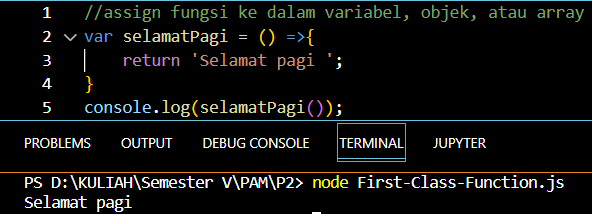 1 //assign fungsi ke dalam variabel, objek, atau array
2 var selamatPagi = () =>{
3 return 'Selamat pagi ';
4 }
5 console.log(selamatPagi());
PROBLEMS OUTPUT DEBUG CONSOLE TERMINAL JUPYTER
PS D:\KULIAH\Semester V\PAM\P2> node First-Class-Function.js
Selamat pagi